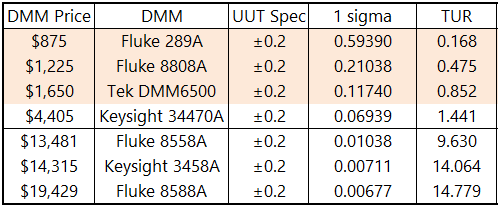 DMM Price DMM UUT Spec 1 sigma TUR
$875 Fluke 289A ±0.2 0.59390 0.168
$1,225 Fluke 8808A ±0.2 0.21038 0.475
$1,650 Tek DMM6500 ±0.2 0.11740 0.852
$4,405 Keysight 34470A ±0.2 0.06939 1.441
$13,481 Fluke 8558A ±0.2 0.01038 9.630
$14,315 Keysight 3458A ±0.2 0.00711 14.064
$19,429 Fluke 8588A ±0.2 0.00677 14.779